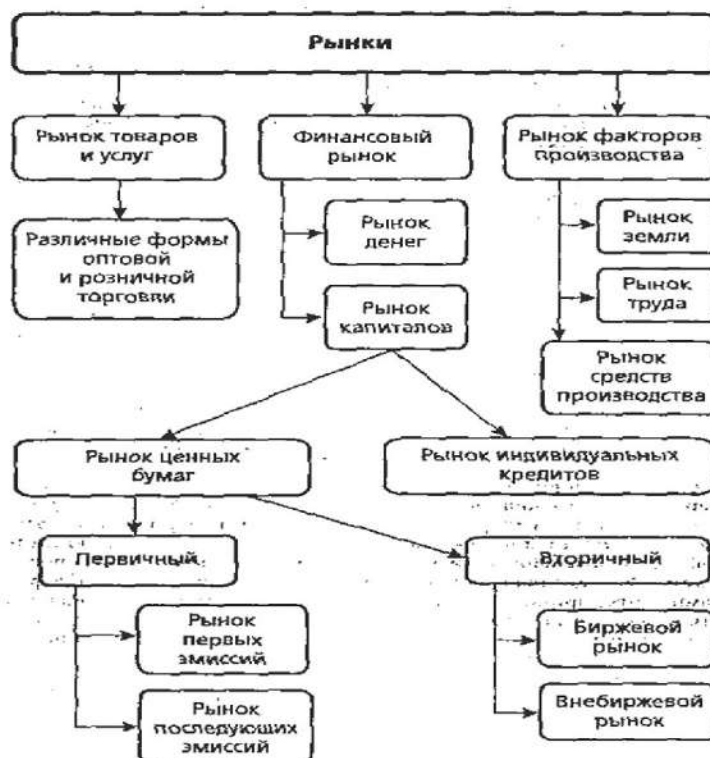 Рынки
Рынок товаров
и услуг
Финансовый
рынок
Рынок факторов
производства
Различные формы
оптовой
и розничной
торговли
Рынок
денег
Рынок
земли
Рынок
капиталов
Рынок
труда
Рынок
средств
производства
Рынок ценных
бумаг
Рынок индивидуальных
кредитов
Первичный
Вторичный
Рынок
первых
эмиссий
Биржевой
рынок
Рынок
последующих
эмиссий
Внебиржевой
рынок